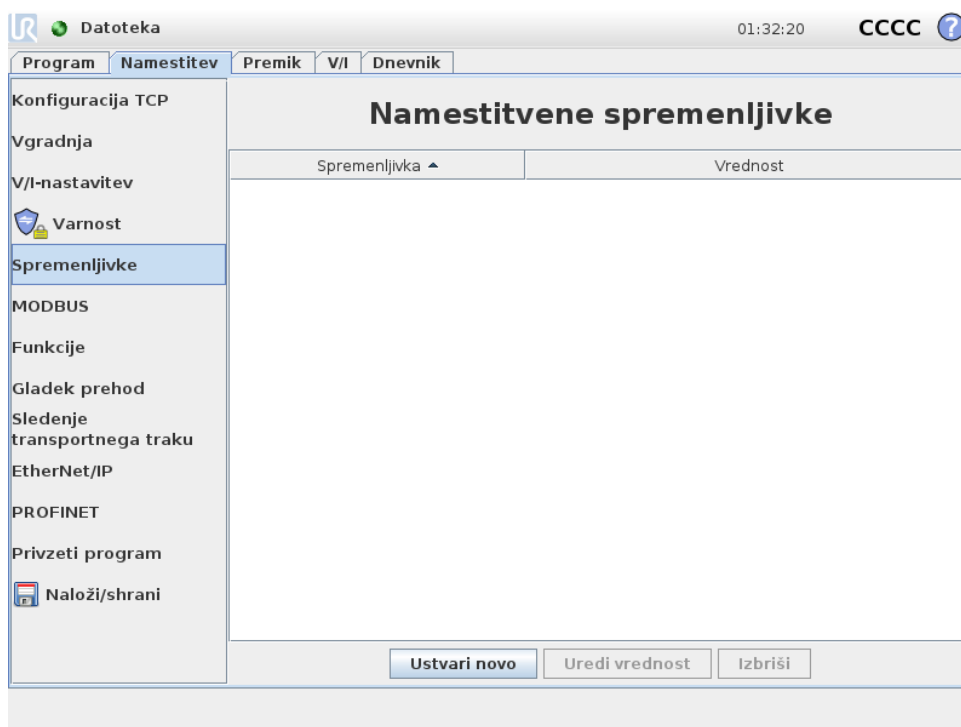 UR Datoteka 01:32:20 CCCC ?
Program Namestitev Premik V/I Dnevnik
Konfiguracija TCP
Vgradnja
V/I-nastavitev
Varnost
Spremenljivke
MODBUS
Funkcije
Gladek prehod
Sledenje
transportnega traku
EtherNet/IP
PROFINET
Privzeti program
Naloži/shrani
Namestitvene spremenljivke
Spremenljivka Vrednost
Ustvari novo Uredi vrednost Izbriši